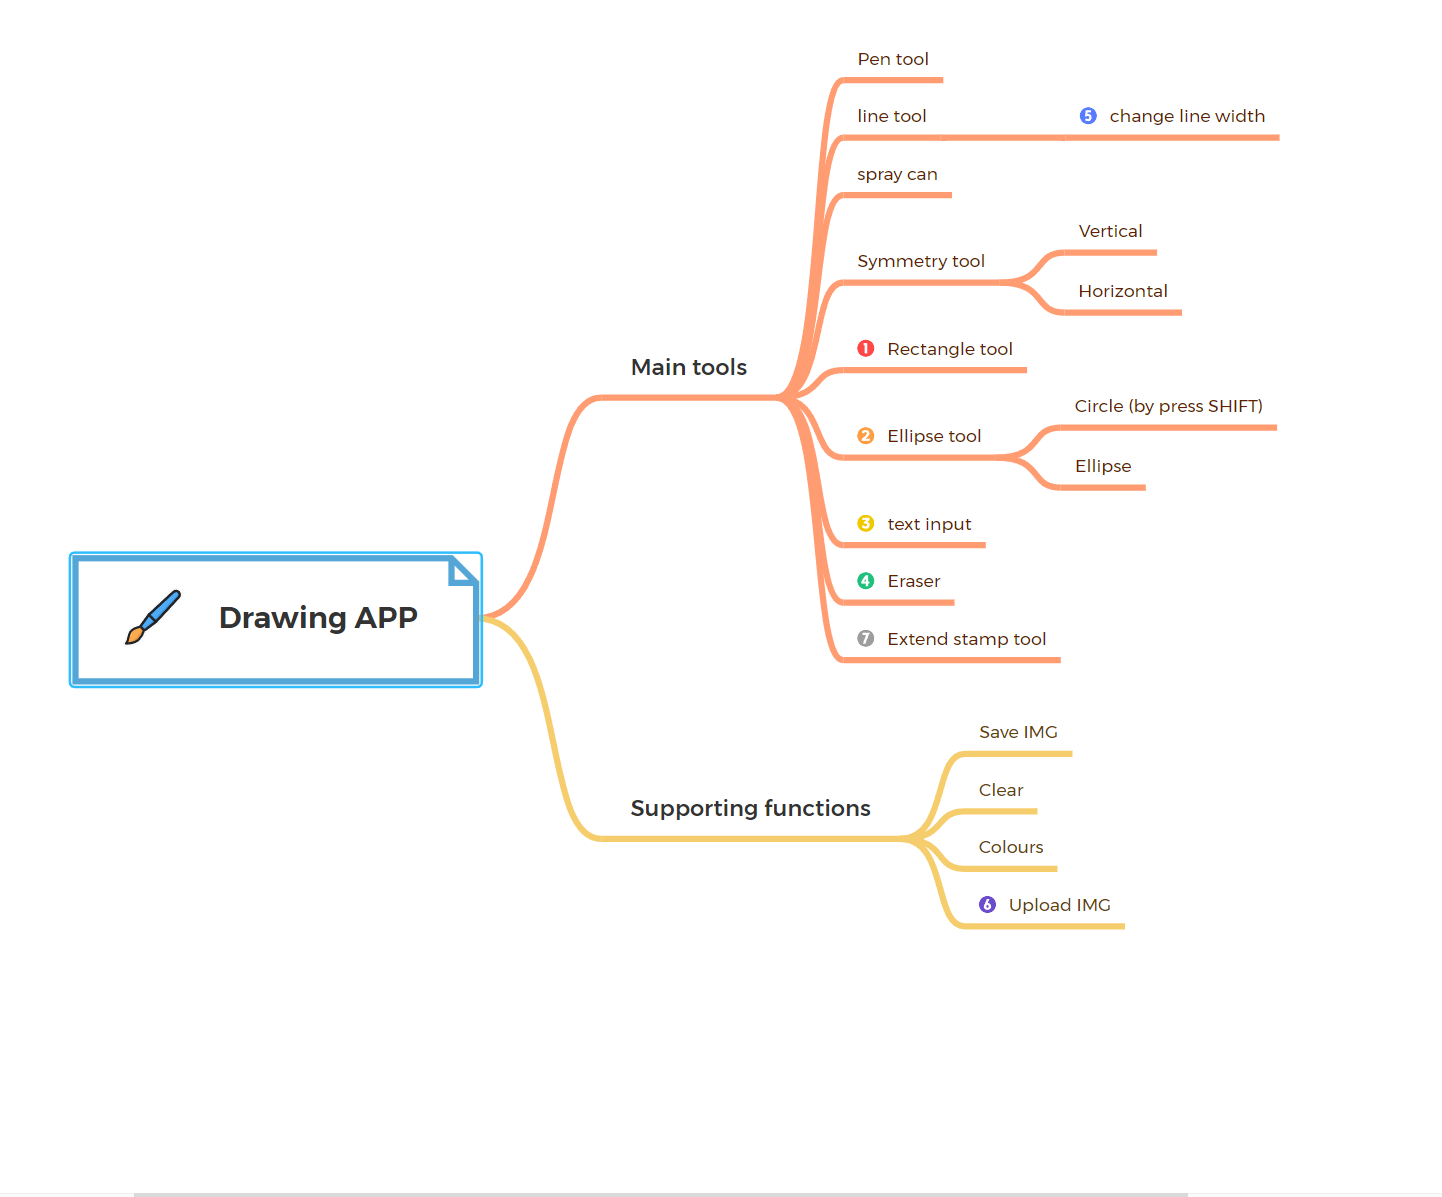 Drawing APP
Main tools
Pen tool
line tool
5 change line width
spray can
Symmetry tool
Vertical
Horizontal
1 Rectangle tool
2 Ellipse tool
Circle (by press SHIFT)
Ellipse
3 text input
4 Eraser
7 Extend stamp tool
Supporting functions
Save IMG
Clear
Colours
6 Upload IMG